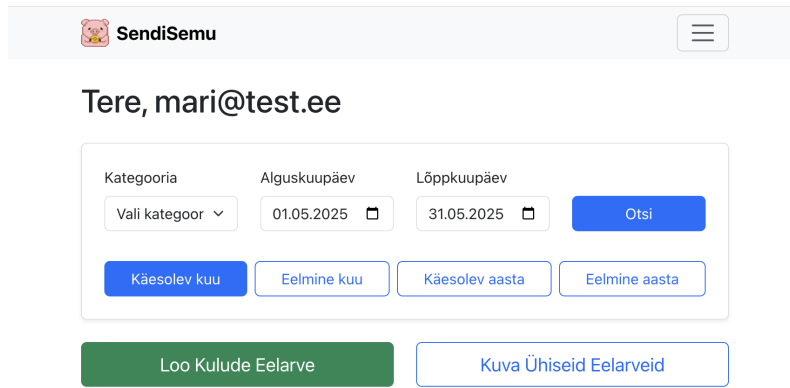 SendiSemu
Tere, mari@test.ee
Kategooria Alguskuupäev Lõppkuupäev
Vali kategoor 01.05.2025 31.05.2025 Otsi
Käesolev kuu Eelmine kuu Käesolev aasta Eelmine aasta
Loo Kulude Eelarve Kuva Ühiseid Eelarveid